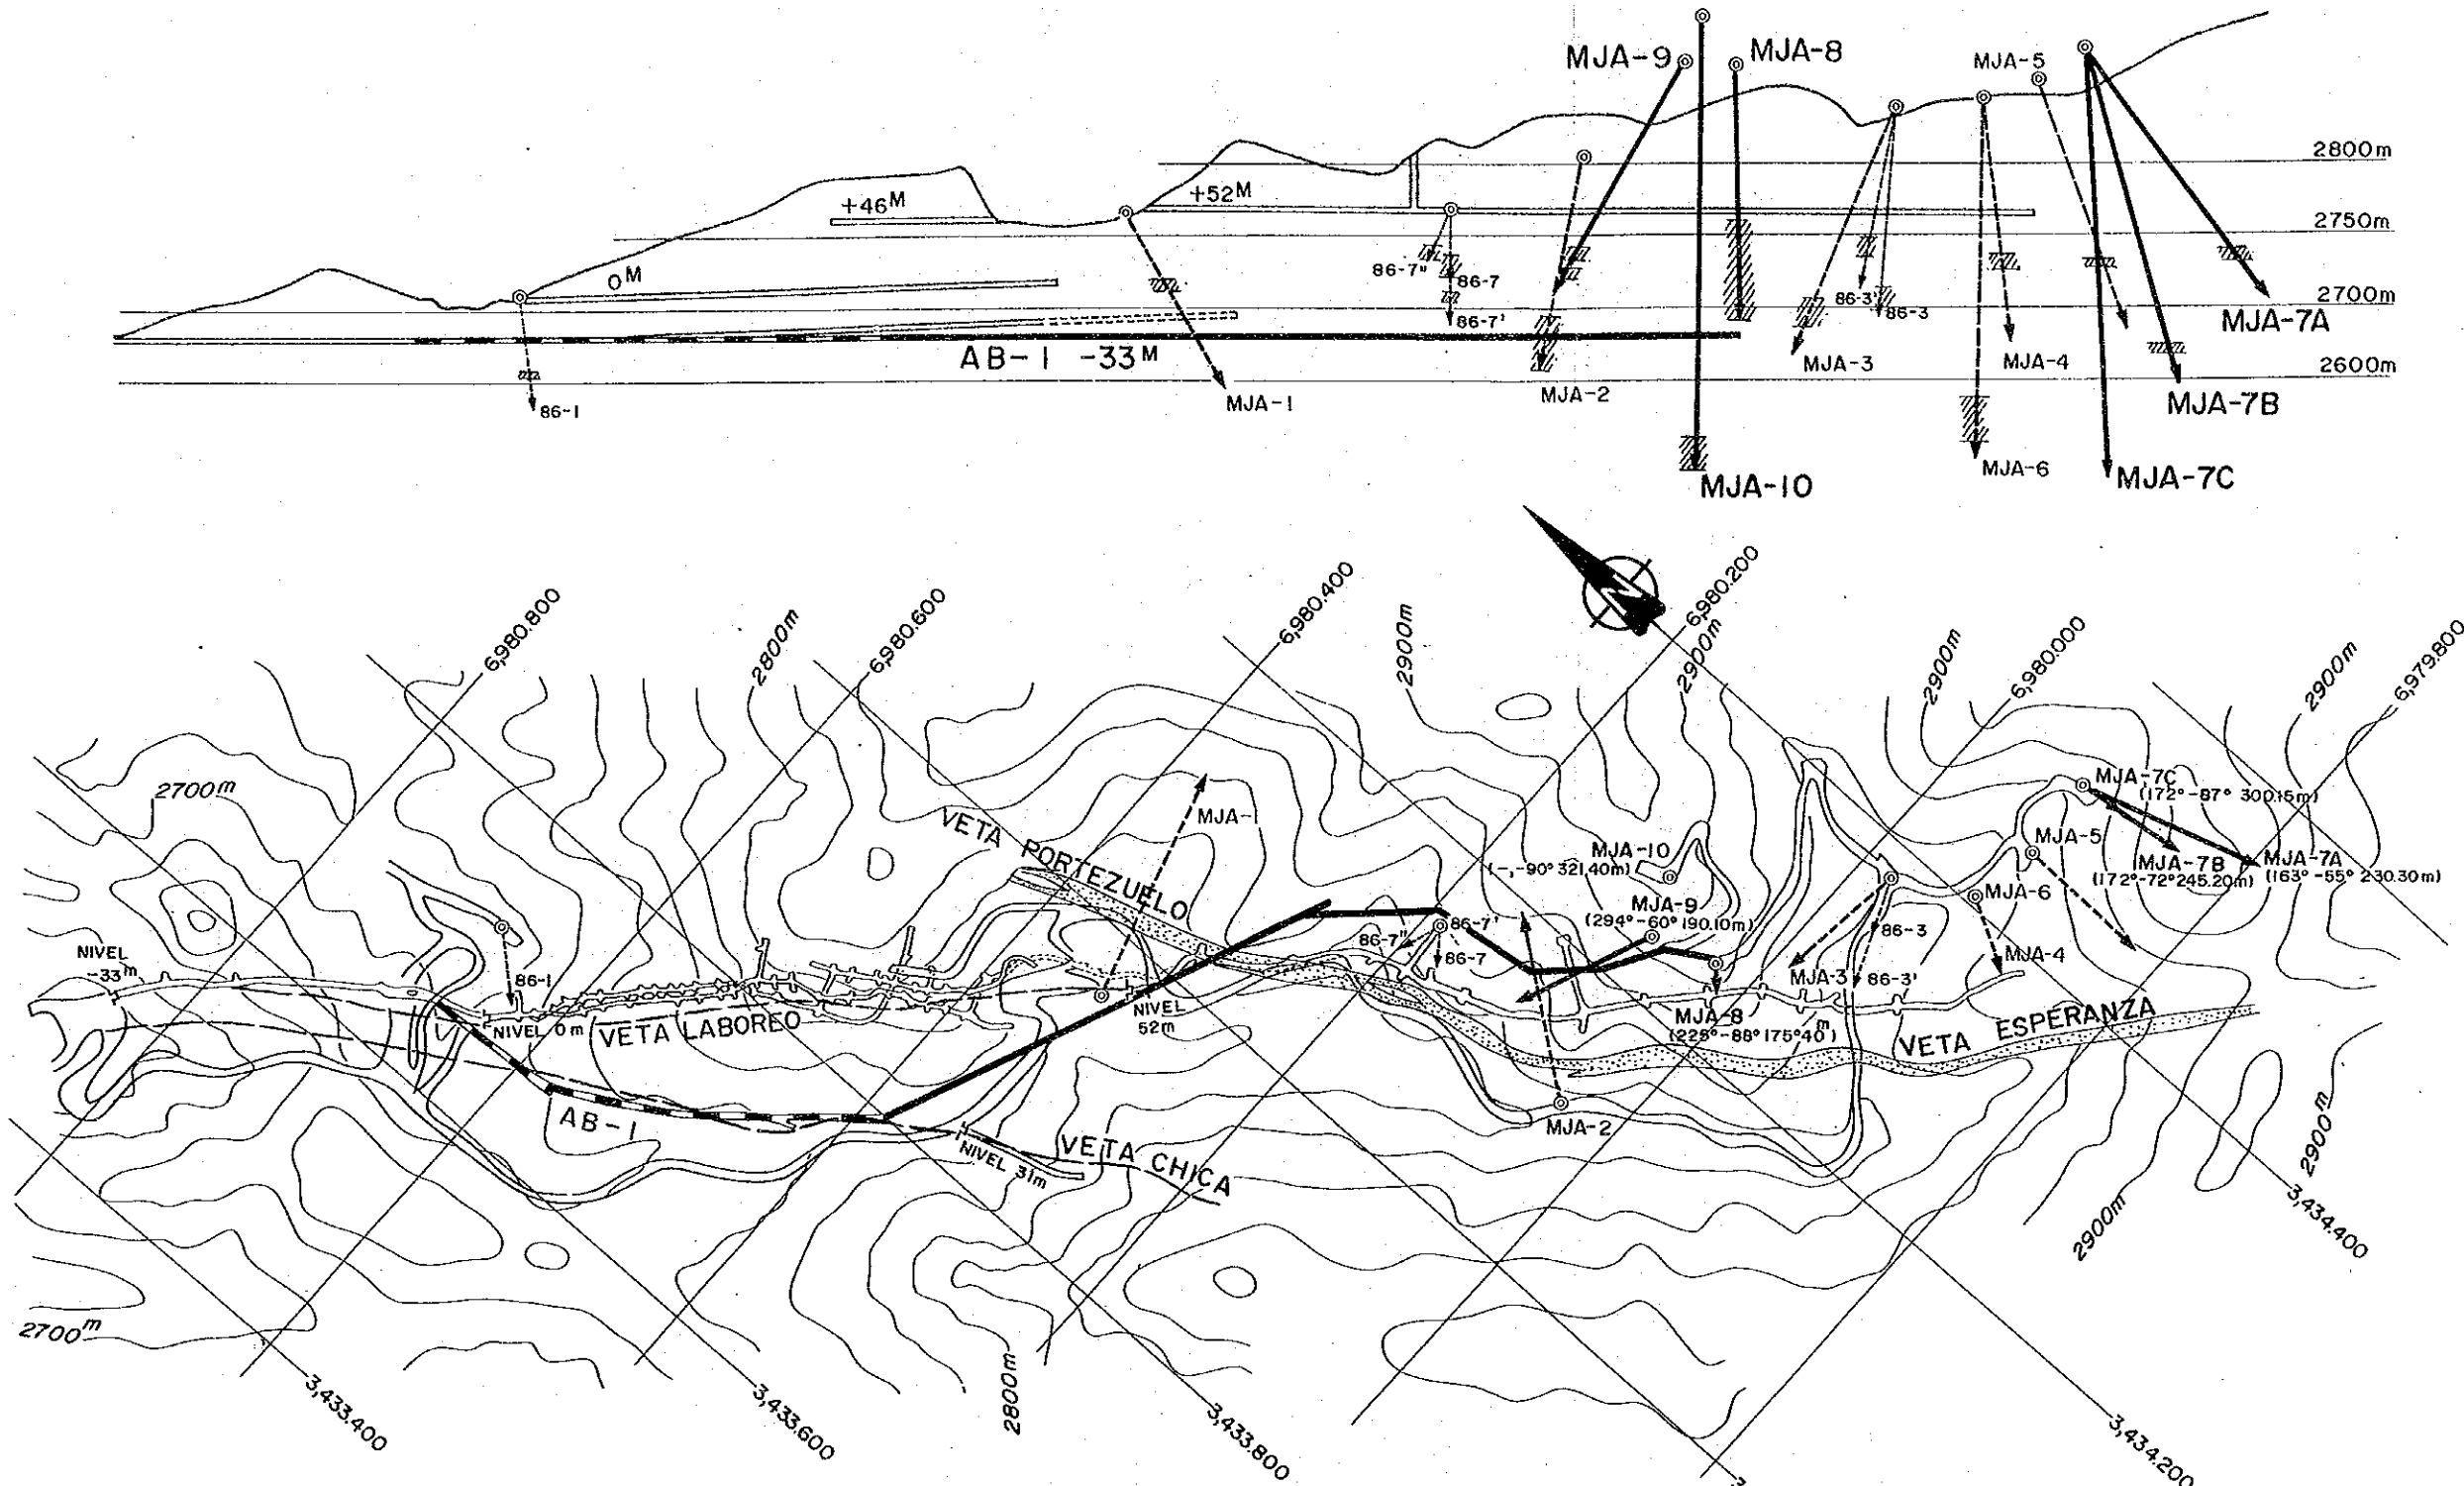 MJA-9
MJA-8
MJA-5
2800m
+46M
+52M
2750m
0M
86-7"
86-7
86-7'
86-3'
86-3
2700m
MJA-7A
AB-1 -33M
MJA-3
MJA-4
2600m
86-1
MJA-1
MJA-2
MJA-7B
MJA-6
MJA-7C
MJA-10
6,980.800
2800m
6,980.600
6,980.400
2900m
6,980.200
2900m
2900m
6,980.000
2900m
6,979.800
2700m
MJA-1
VETA PORTEZUELO
MJA-7C
(172°-87° 300.15m)
MJA-5
MJA-10
(-,-90° 321.40m)
MJA-7B
(172°-72° 245.20m)
MJA-7A
(163°-55° 230.30m)
MJA-6
MJA-9
(294°-60° 190.10m)
86-7'
86-7"
86-7
86-3
MJA-4
MJA-3
86-3'
NIVEL
-33m
86-1
NIVEL 0m
VETA LABOREO
NIVEL
52m
MJA-8
(225°-88° 175°40m)
VETA ESPERANZA
AB-1
MJA-2
NIVEL 31m
VETA CHICA
2900m
2900m
3,434.400
2700m
3,433.400
3,433.600
2800m
3,433.800
3,434.200